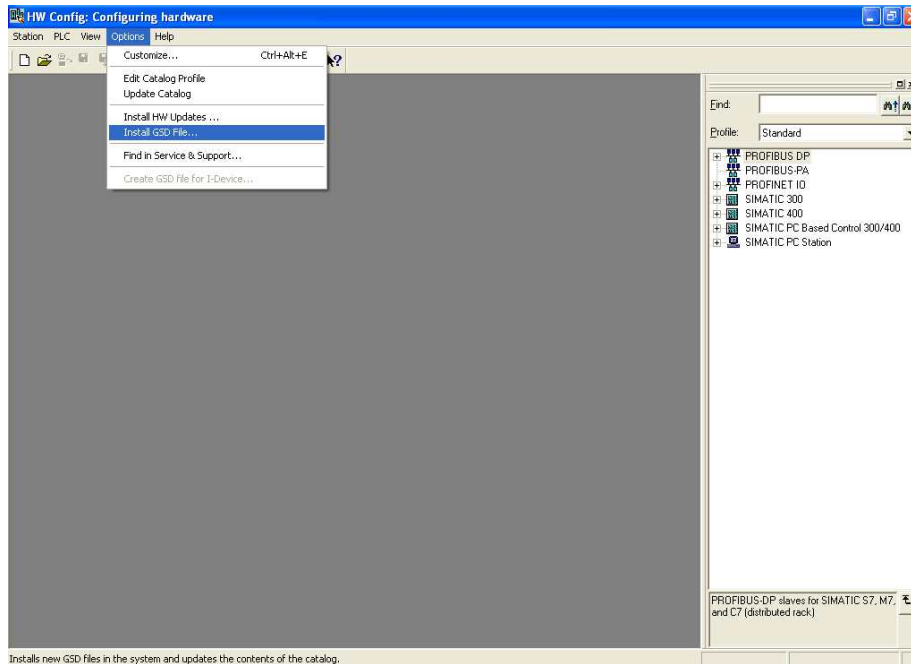 HW Config: Configuring hardware
Station PLC View Options Help
Customize... Ctrl+Alt+E
Edit Catalog Profile
Update Catalog
Install HW Updates ...
Install GSD File...
Find in Service & Support...
Create GSD file for I-Device...
Find:
Profile: Standard
PROFIBUS DP
PROFIBUS-PA
PROFINET IO
SIMATIC 300
SIMATIC 400
SIMATIC PC Based Control 300/400
SIMATIC PC Station
PROFIBUS-DP slaves for SIMATIC S7, M7,
and C7 (distributed rack)
Installs new GSD files in the system and updates the contents of the catalog.